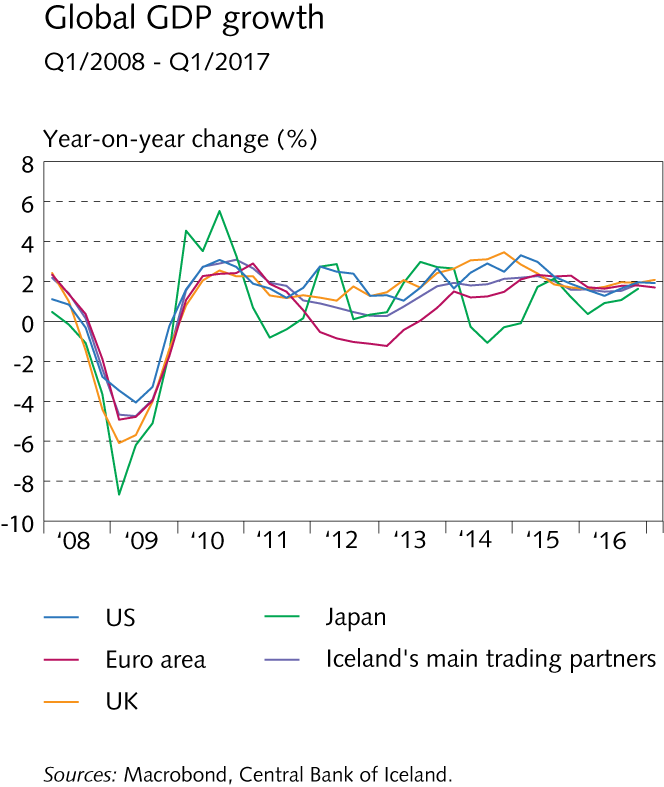 Global GDP growth
Q1/2008 - Q1/2017
Year-on-year change (%)
8
6
4
2
0
-2
-4
-6
-8
-10
‘08 ‘09 ‘10 ‘11 ‘12 ‘13 ‘14 ‘15 ‘16
US
Euro area
UK
Japan
Iceland's main trading partners
Sources: Macrobond, Central Bank of Iceland.